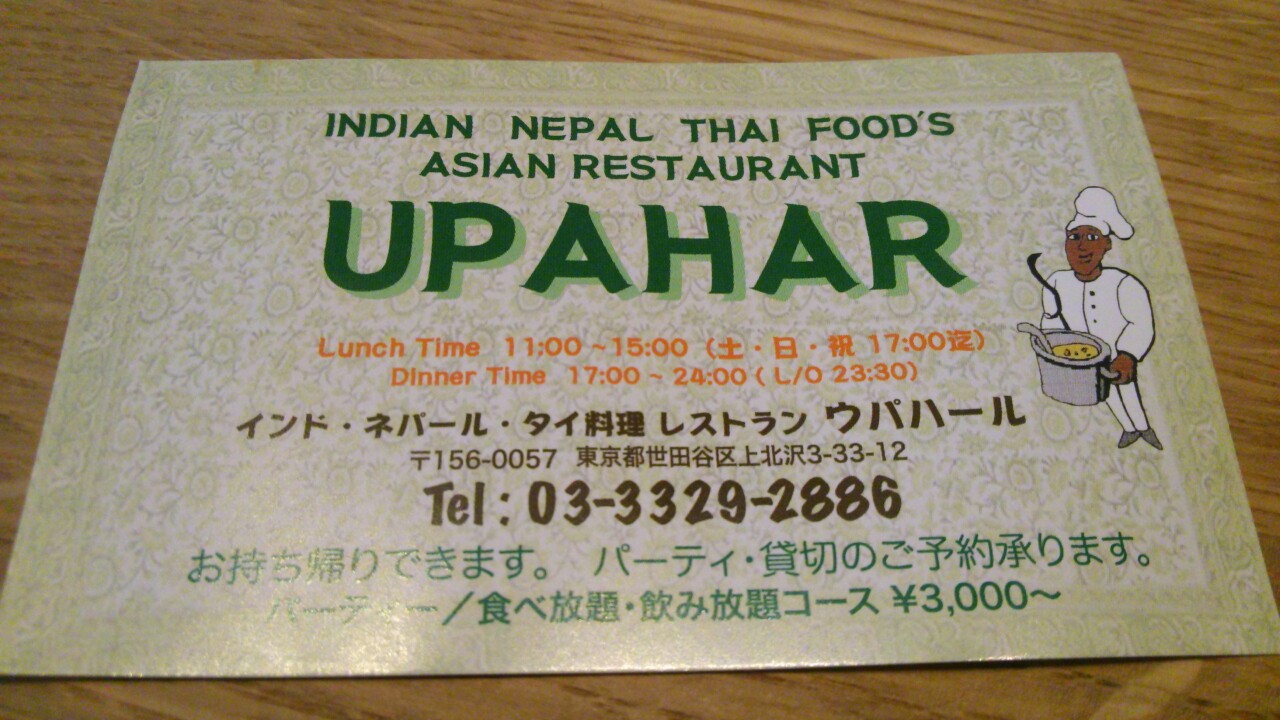 INDIAN NEPAL THAI FOOD'S
ASIAN RESTAURANT
UPAHAR
Lunch Time 11:00 ~15:00 (土・日・祝 17:00迄)
Dinner Time 17:00 ~ 24:00 ( L/O 23:30)
インド・ネパール・タイ料理 レストラン ウパハール
〒156-0057 東京都世田谷区上北沢3-33-12
Tel : 03-3329-2886
お持ち帰りできます。 パーティ・貸切のご予約承ります。
パーティー／食べ放題・飲み放題コース ¥3,000～